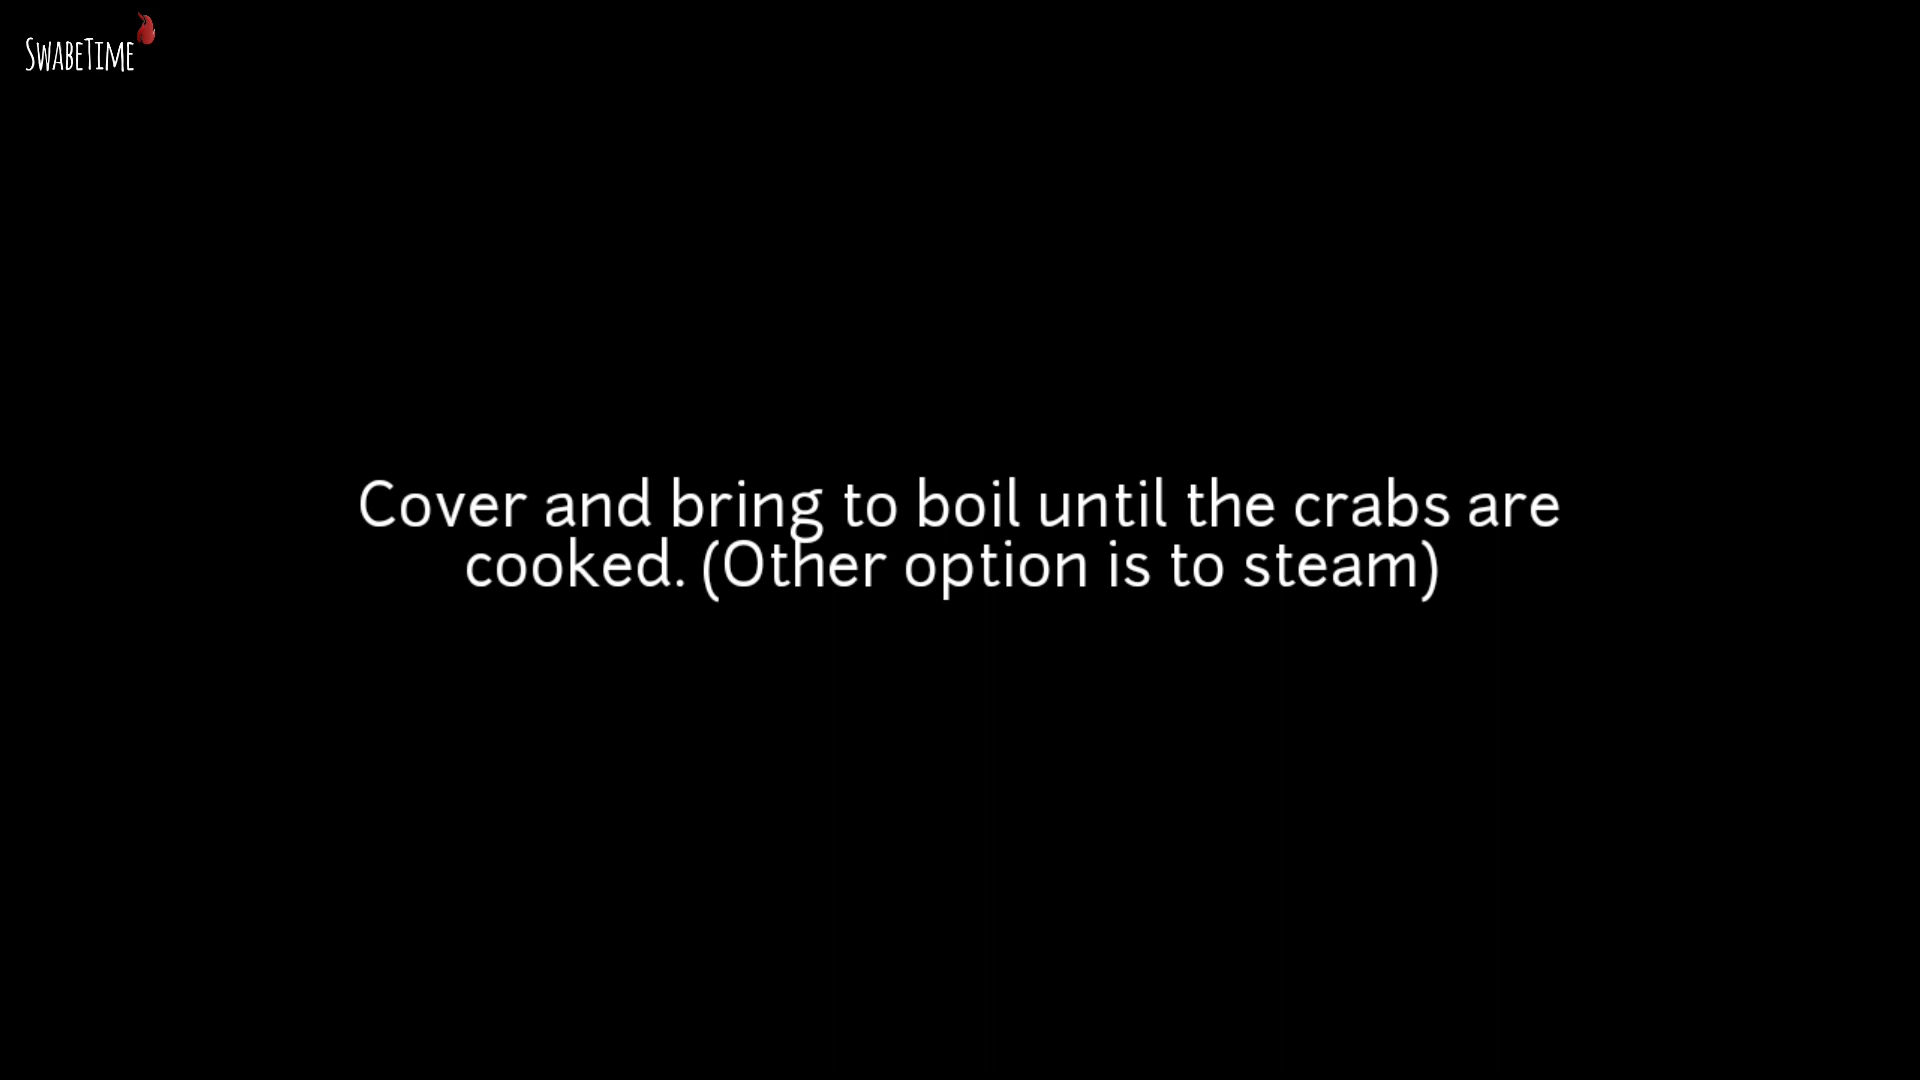 SWABETIME
Cover and bring to boil until the crabs are
cooked. (Other option is to steam)